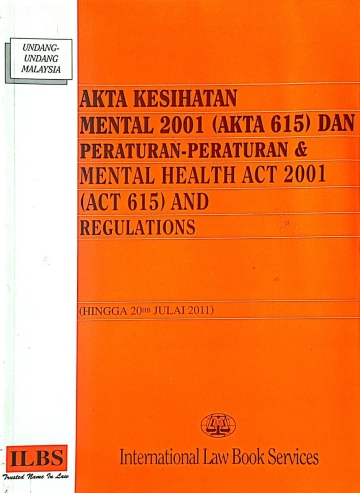 UNDANG-
UNDANG
MALAYSIA
AKTA KESIHATAN
MENTAL 2001 (AKTA 615) DAN
PERATURAN-PERATURAN &
MENTAL HEALTH ACT 2001
(ACT 615) AND
REGULATIONS
(HINGGA 20HB JULAI 2011)
ILBS
Trusted Name In Law
International Law Book Services